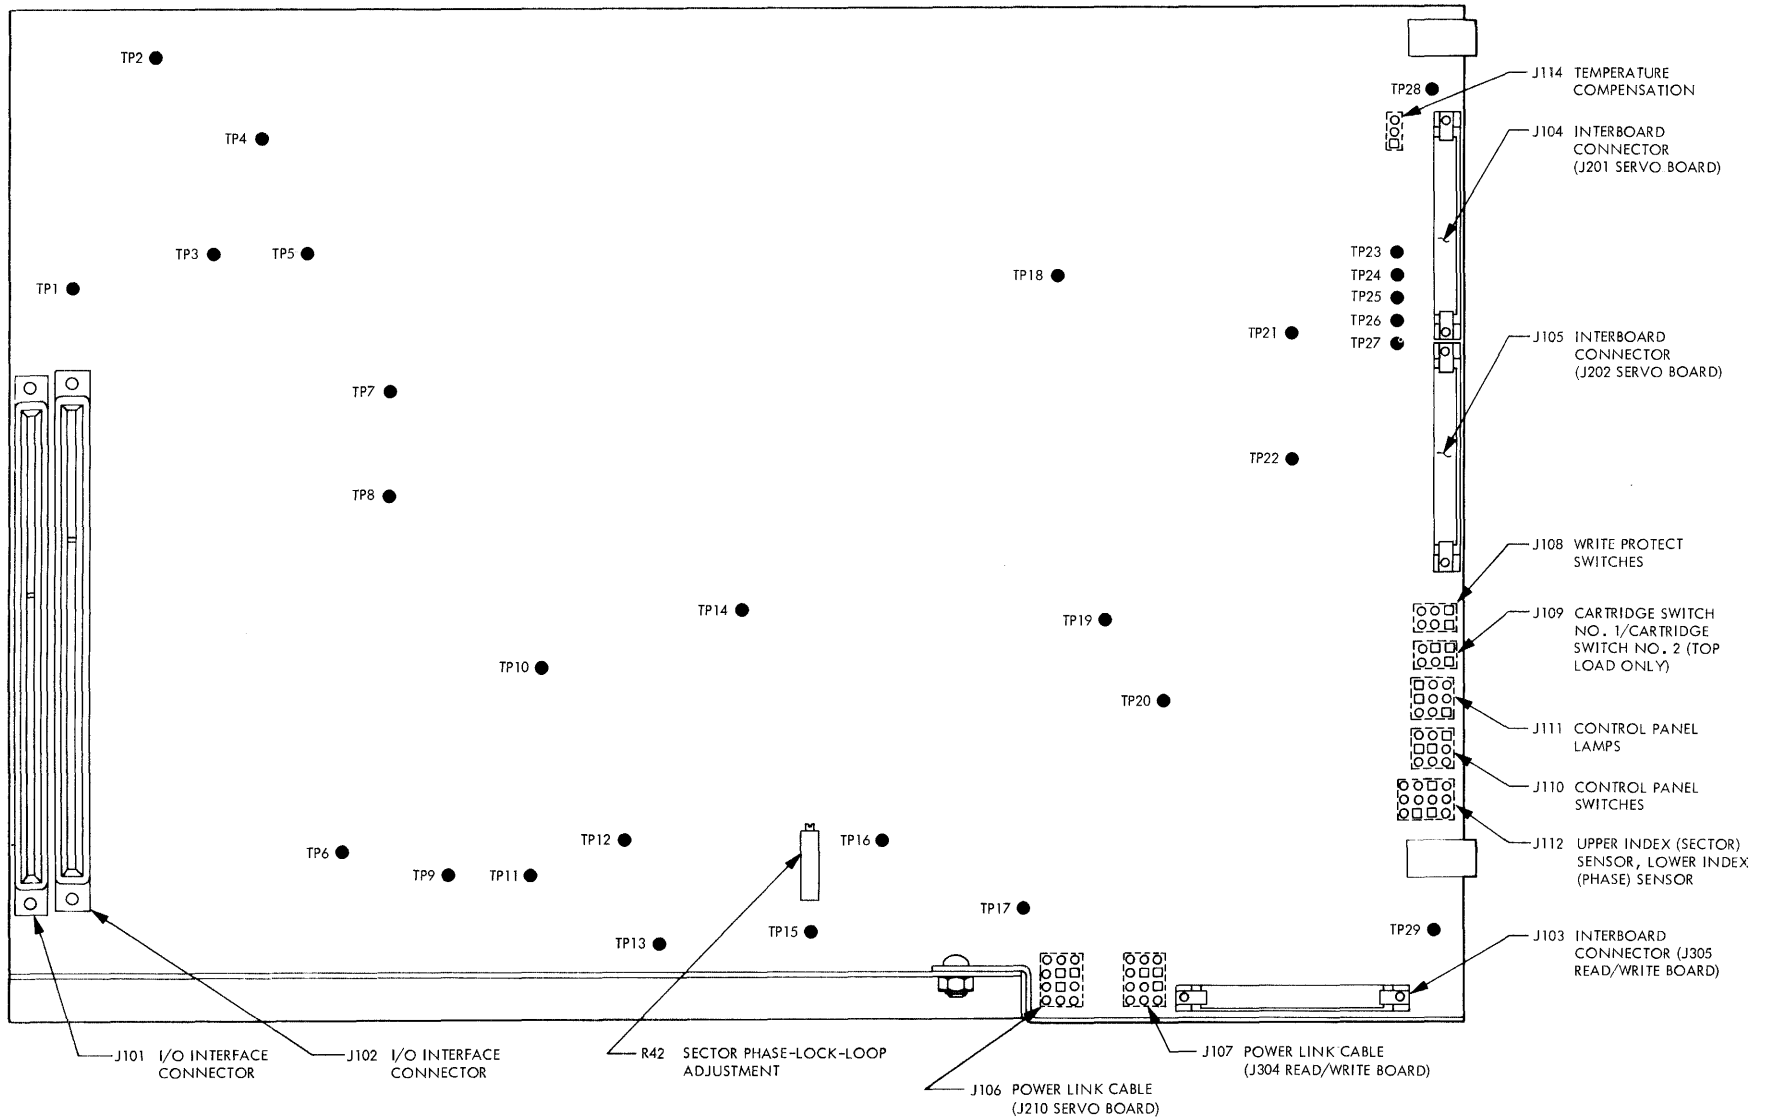 TP2
TP28
J114 TEMPERATURE
COMPENSATION
TP4
J104 INTERBOARD
CONNECTOR
(J201 SERVO BOARD)
TP3
TP5
TP1
TP18
TP23
TP24
TP25
TP26
TP27
TP21
J105 INTERBOARD
CONNECTOR
(J202 SERVO BOARD)
TP7
TP22
TP8
J108 WRITE PROTECT
SWITCHES
TP14
TP19
J109 CARTRIDGE SWITCH
NO. 1/CARTRIDGE
SWITCH NO. 2 (TOP
LOAD ONLY)
TP10
TP20
J111 CONTROL PANEL
LAMPS
J110 CONTROL PANEL
SWITCHES
TP6
TP12
TP16
J112 UPPER INDEX (SECTOR)
SENSOR, LOWER INDEX
(PHASE) SENSOR
TP9
TP11
TP17
TP15
TP13
TP29
J103 INTERBOARD
CONNECTOR (J305
READ/WRITE BOARD)
J101 I/O INTERFACE
CONNECTOR
J102 I/O INTERFACE
CONNECTOR
R42 SECTOR PHASE-LOCK-LOOP
ADJUSTMENT
J107 POWER LINK CABLE
(J304 READ/WRITE BOARD)
J106 POWER LINK CABLE
(J210 SERVO BOARD)